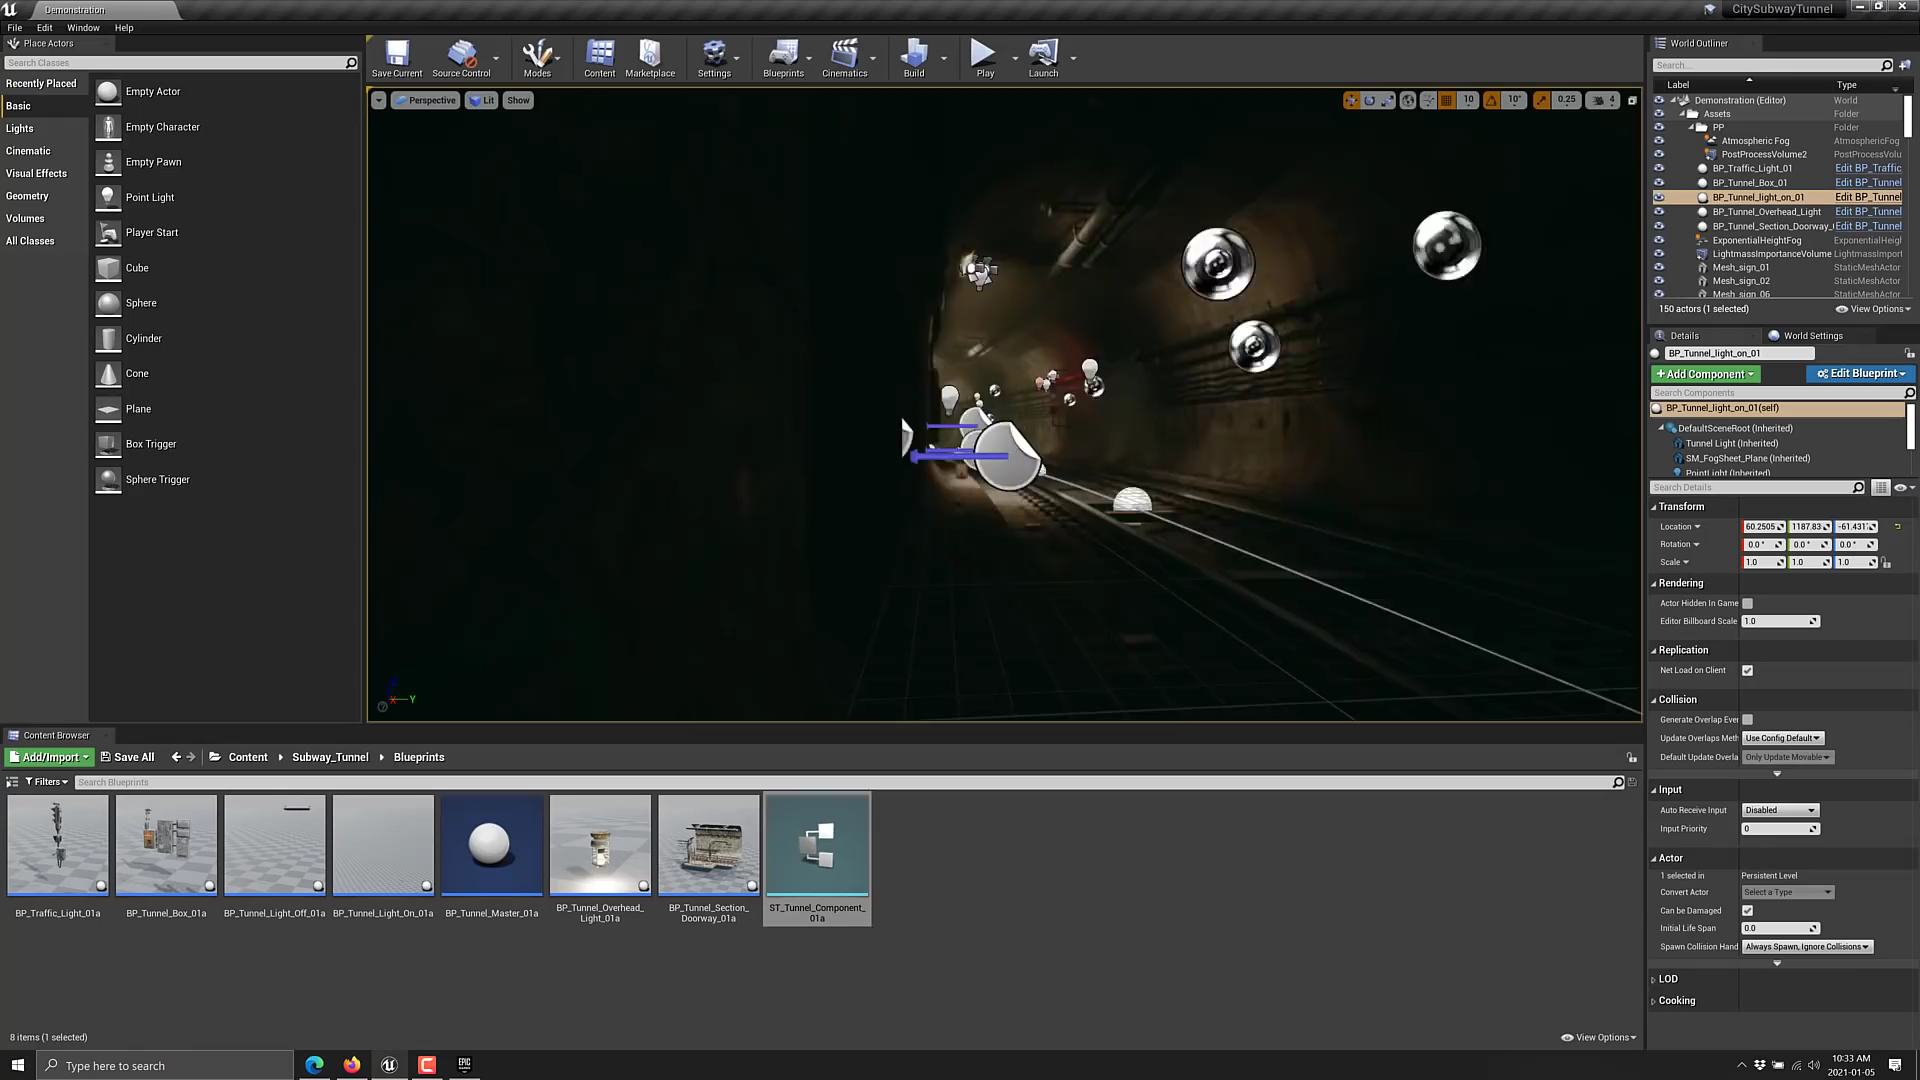 Demonstration
CitySubwayTunnel
File Edit Window Help
Place Actors
Search Classes
Recently Placed
Basic
Lights
Cinematic
Visual Effects
Geometry
Volumes
All Classes
Empty Actor
Empty Character
Empty Pawn
Point Light
Player Start
Cube
Sphere
Cylinder
Cone
Plane
Box Trigger
Sphere Trigger
Save Current Source Control Modes Content Marketplace Settings Blueprints Cinematics Build Play Launch
Perspective Lit Show
10 10° 0.25 4
Y
World Outliner
Search...
Label Type
Demonstration (Editor) World
Assets Folder
PP Folder
Atmospheric Fog AtmosphericFog
PostProcessVolume2 PostProcessVolu
BP_Traffic_Light_01 Edit BP_Traffic
BP_Tunnel_Box_01 Edit BP_Tunnel
BP_Tunnel_light_on_01 Edit BP_Tunnel
BP_Tunnel_Overhead_Light Edit BP_Tunnel
BP_Tunnel_Section_Doorway_ Edit BP_Tunnel
ExponentialHeightFog ExponentialHeigl
LightmassImportanceVolume LightmassImport
Mesh_sign_01 StaticMeshActor
Mesh_sign_02 StaticMeshActor
Mesh_sign_06 StaticMeshActor
150 actors (1 selected) View Options
Details World Settings
BP_Tunnel_light_on_01
+Add Component Edit Blueprint
Search Components
BP_Tunnel_light_on_01(self)
DefaultSceneRoot (Inherited)
Tunnel Light (Inherited)
SM_FogSheet_Plane (Inherited)
PointLight (Inherited)
Search Details
Transform
Location 60.2505 1187.83 -61.431
Rotation 0.0° 0.0° 0.0°
Scale 1.0 1.0 1.0
Rendering
Actor Hidden In Game
Editor Billboard Scale 1.0
Replication
Net Load on Client
Collision
Generate Overlap Ever
Update Overlaps Meth Use Config Default
Default Update Overla Only Update Movable
Input
Auto Receive Input Disabled
Input Priority 0
Actor
1 selected in Persistent Level
Convert Actor Select a Type
Can be Damaged
Initial Life Span 0.0
Spawn Collision Hand Always Spawn, Ignore Collisions
LOD
Cooking
Content Browser
Add/Import Save All Content Subway_Tunnel Blueprints
Filters Search Blueprints
BP_Traffic_Light_01a
BP_Tunnel_Box_01a
BP_Tunnel_Light_Off_01a
BP_Tunnel_Light_On_01a
BP_Tunnel_Master_01a
BP_Tunnel_Overhead_
Light_01a
BP_Tunnel_Section_
Doorway_01a
ST_Tunnel_Component_
01a
8 items (1 selected) View Options
Type here to search
EPIC
10:33 AM
2021-01-05